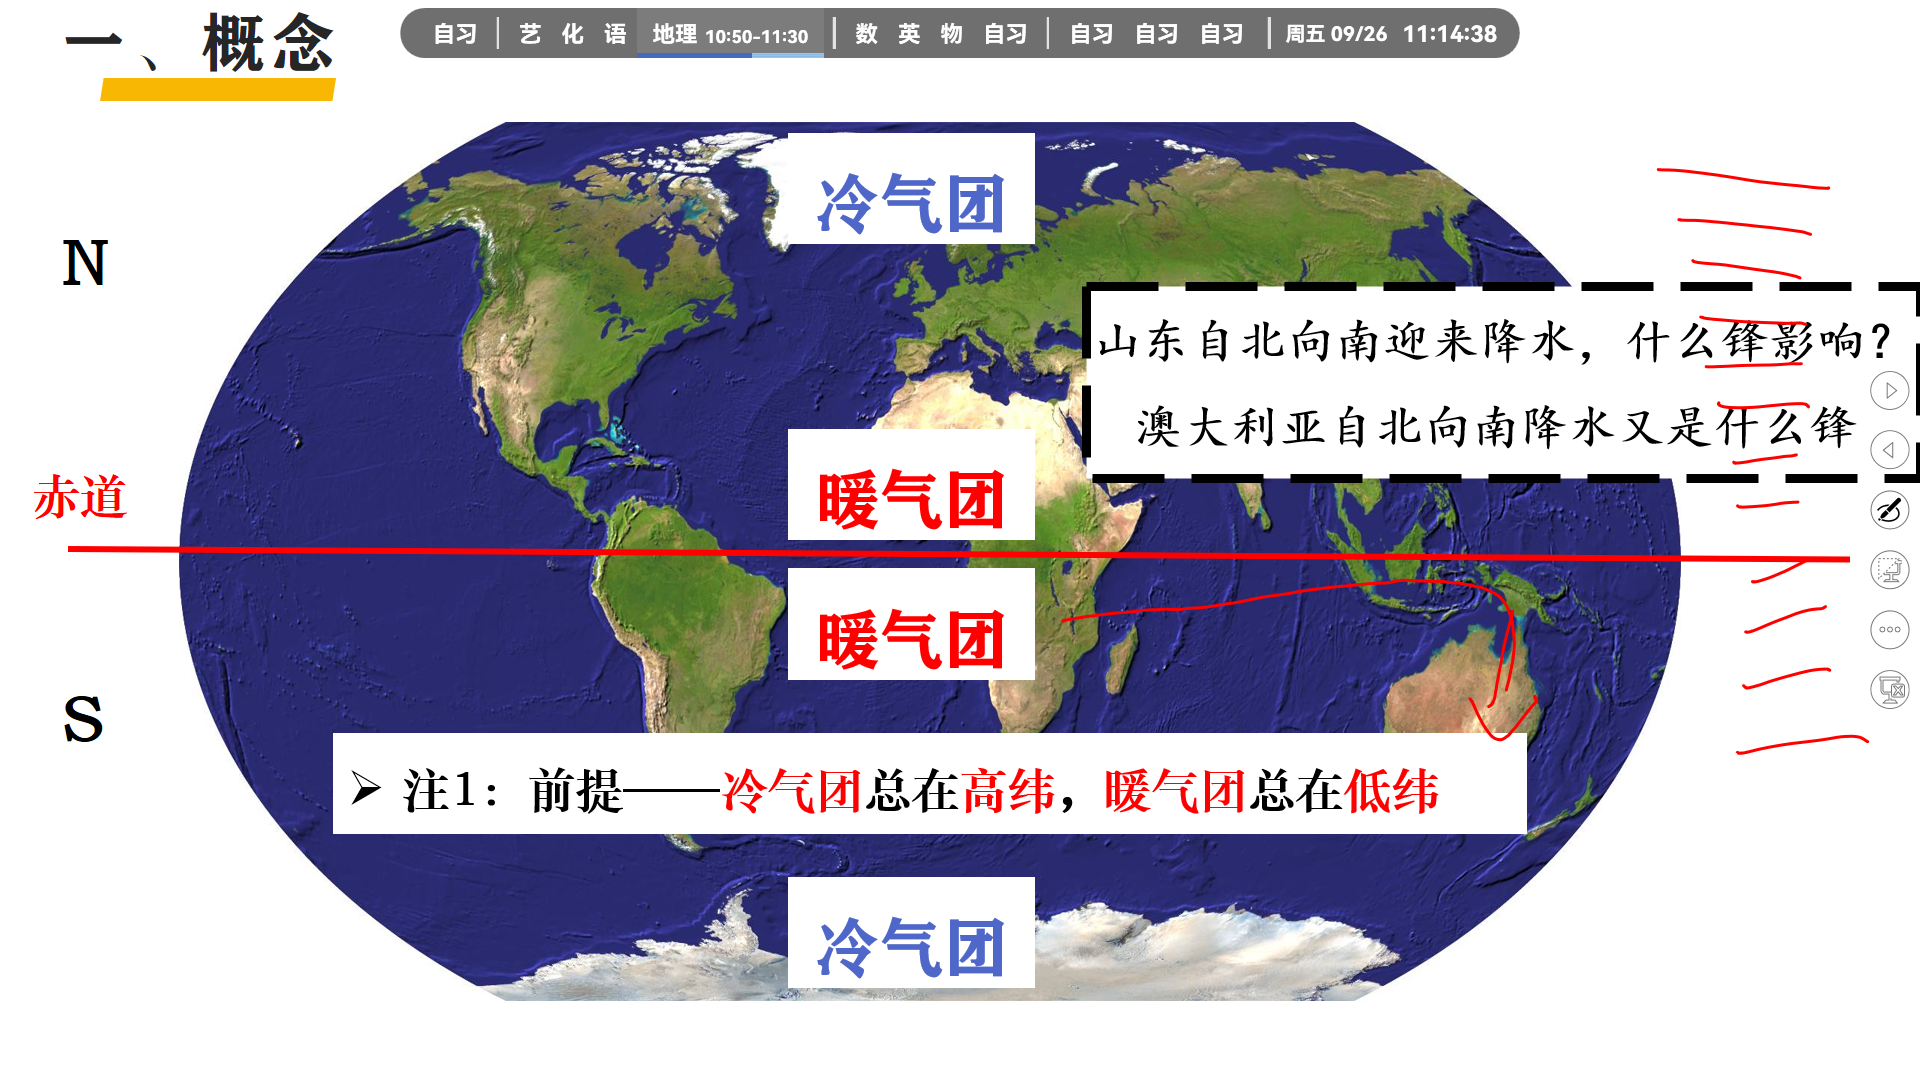 一、概念
自习 | 艺 化 语 地理 10:50-11:30 | 数 英 物 自习 | 自习 自习 自习 | 周五 09/26 11:14:38
冷气团
N
山东自北向南迎来降水，什么锋影响？
澳大利亚自北向南降水又是什么锋
暖气团
赤道
暖气团
S
注1：前提——冷气团总在高纬，暖气团总在低纬
冷气团